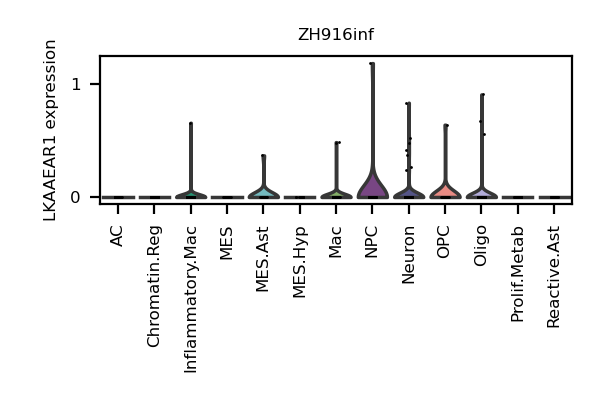 ZH916inf
LKAAEAR1 expression
1
0
AC
Chromatin.Reg
Inflammatory.Mac
MES
MES.Ast
MES.Hyp
Mac
NPC
Neuron
OPC
Oligo
Prolif.Metab
Reactive.Ast